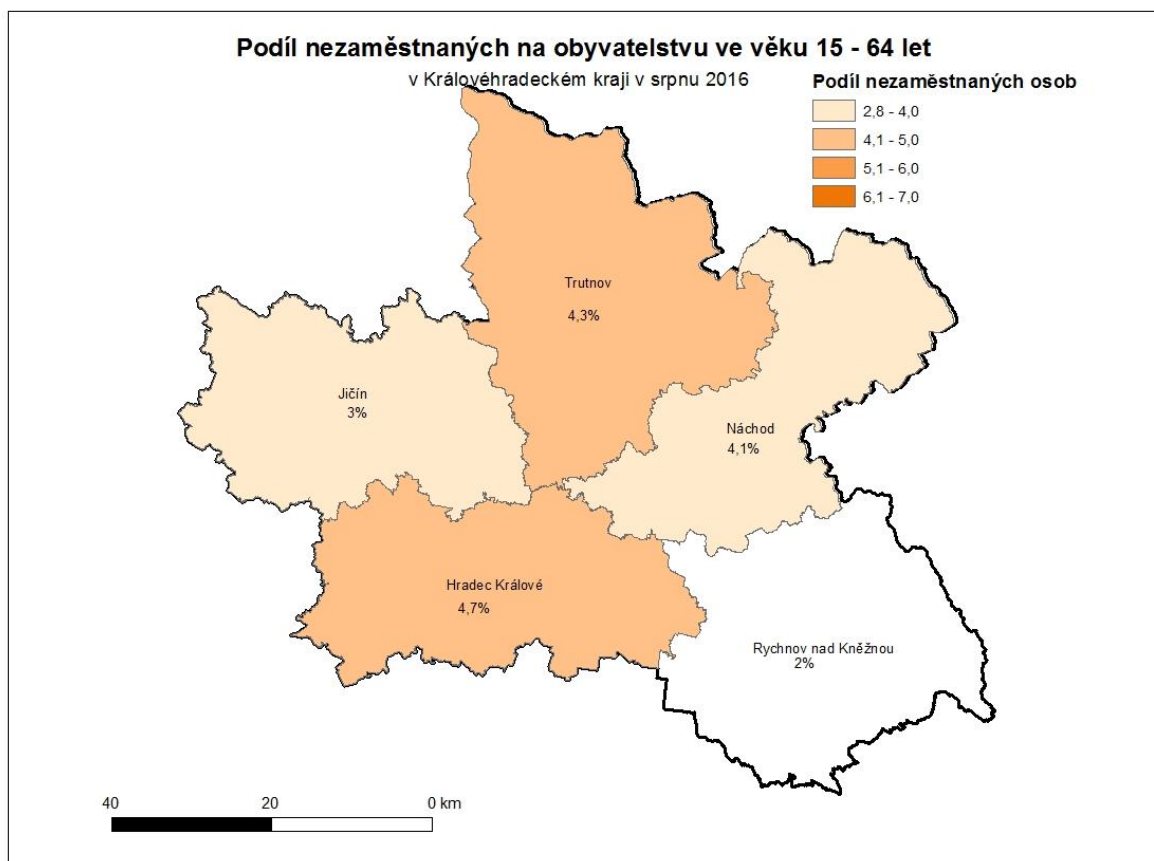 Podíl nezaměstnaných na obyvatelstvu ve věku 15 - 64 let
v Královéhradeckém kraji v srpnu 2016
Podíl nezaměstnaných osob
2,8 - 4,0
4,1 - 5,0
5,1 - 6,0
6,1 - 7,0
Trutnov
4,3%
Jičín
3%
Náchod
4,1%
Hradec Králové
4,7%
Rychnov nad Kněžnou
2%
40 20 0 km